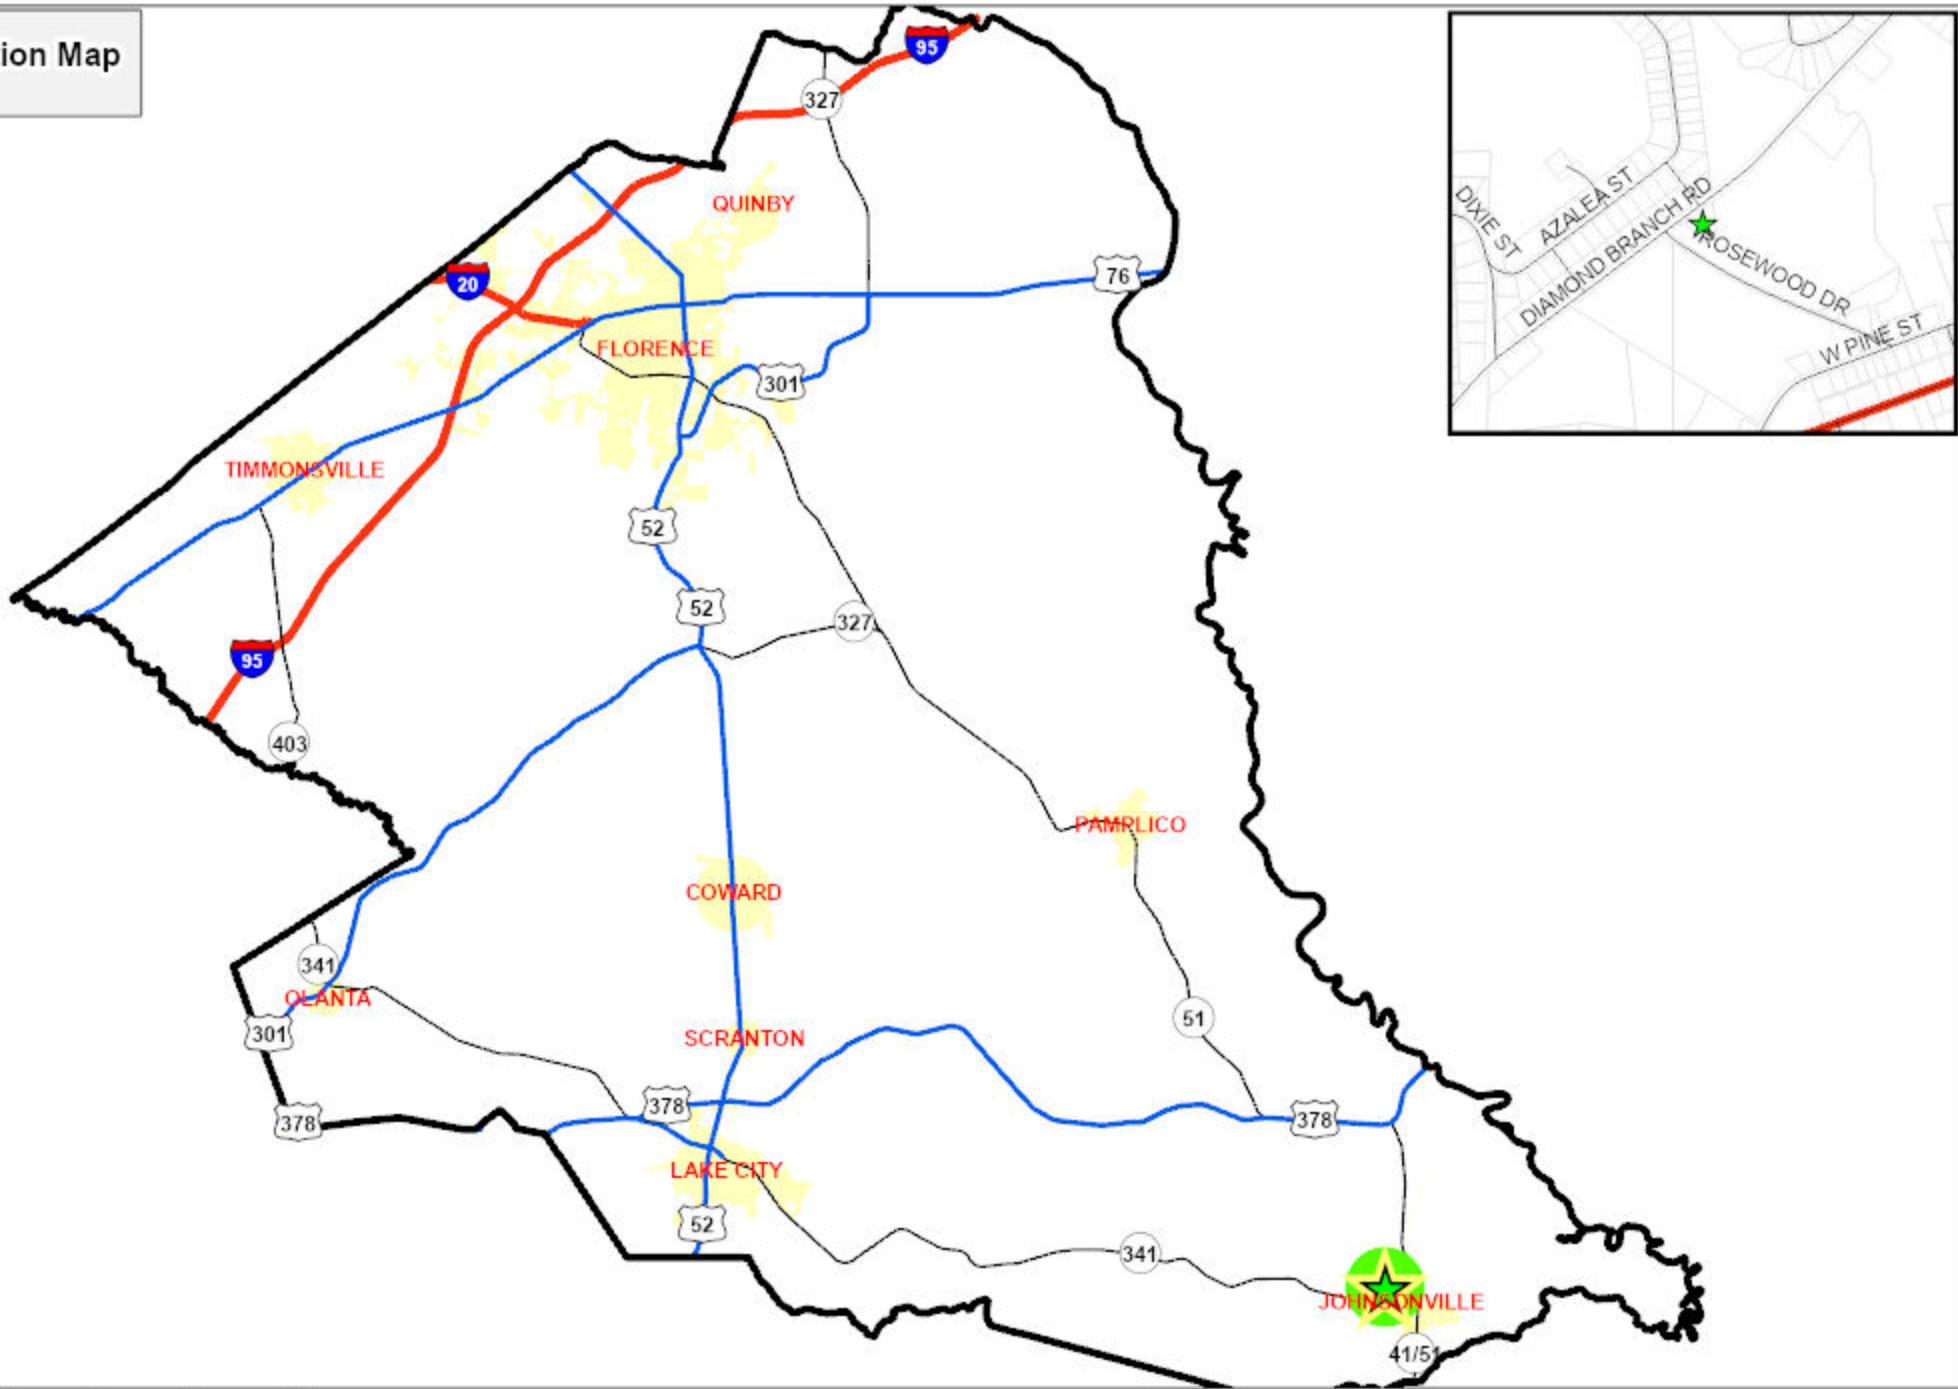 ion Map
95
327
QUINBY
20
76
FLORENCE
301
TIMMONSVILLE
52
52
327
95
403
PAMPLICO
COWARD
341
OLANTA
51
301
SCRANTON
378
378
378
LAKE CITY
52
341
JOHNSONVILLE
41/51
DIXIE ST
AZALEA ST
DIAMOND BRANCH RD
ROSEWOOD DR
W PINE ST